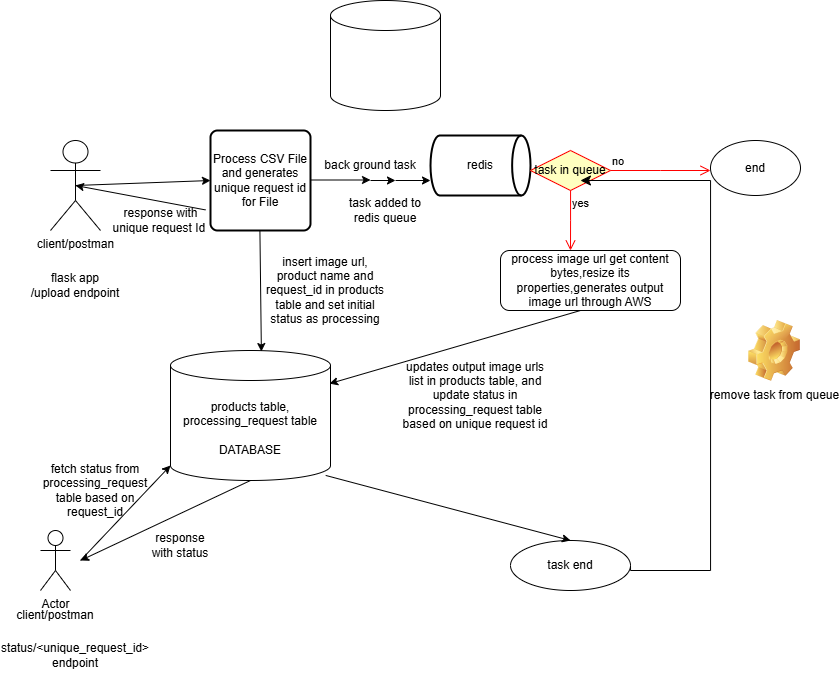 Process CSV File
and generates
unique request id
for File
back ground task
task added to
redis queue
redis
task in queue
no
end
yes
response with
unique request Id
client/postman
flask app
/upload endpoint
insert image url,
product name and
request_id in products
table and set initial
status as processing
process image url get content
bytes,resize its
properties,generates output
image url through AWS
remove task from queue
updates output image urls
list in products table, and
update status in
processing_request table
based on unique request id
products table,
processing_request table
DATABASE
fetch status from
processing_request
table based on
request_id
response
with status
task end
Actor
client/postman
status/<unique_request_id>
endpoint